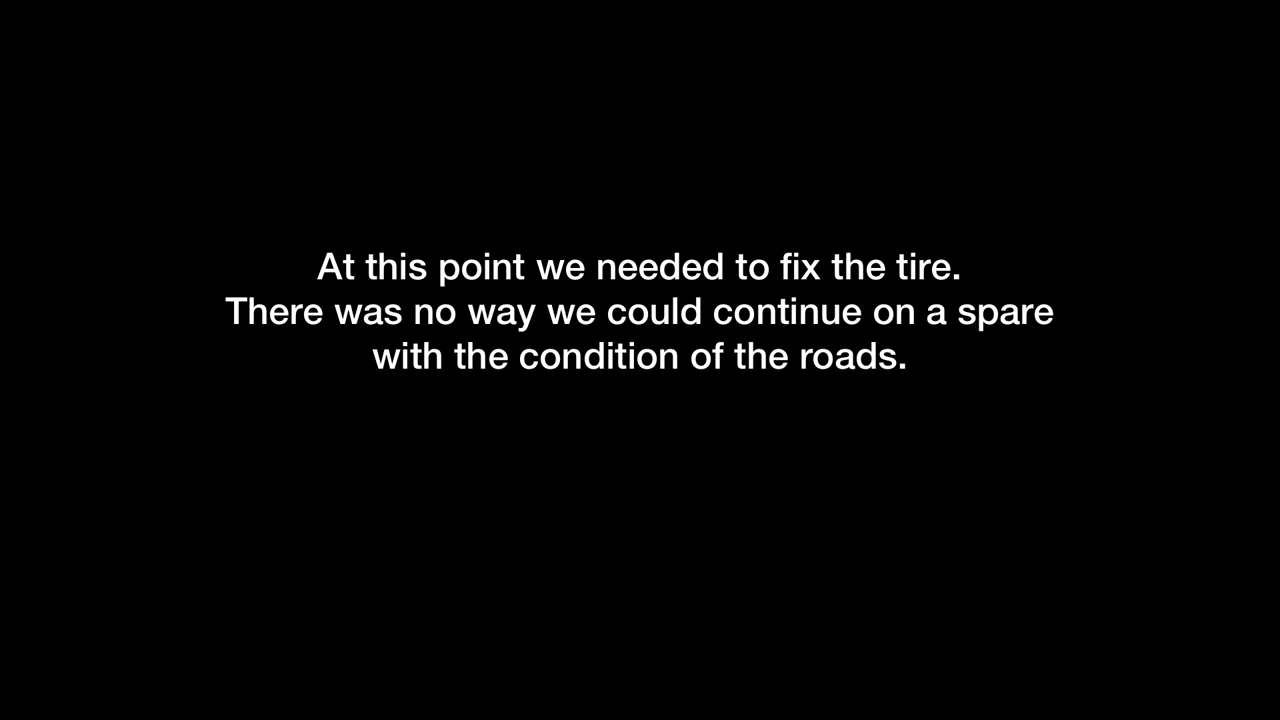 At this point we needed to fix the tire.
There was no way we could continue on a spare
with the condition of the roads.